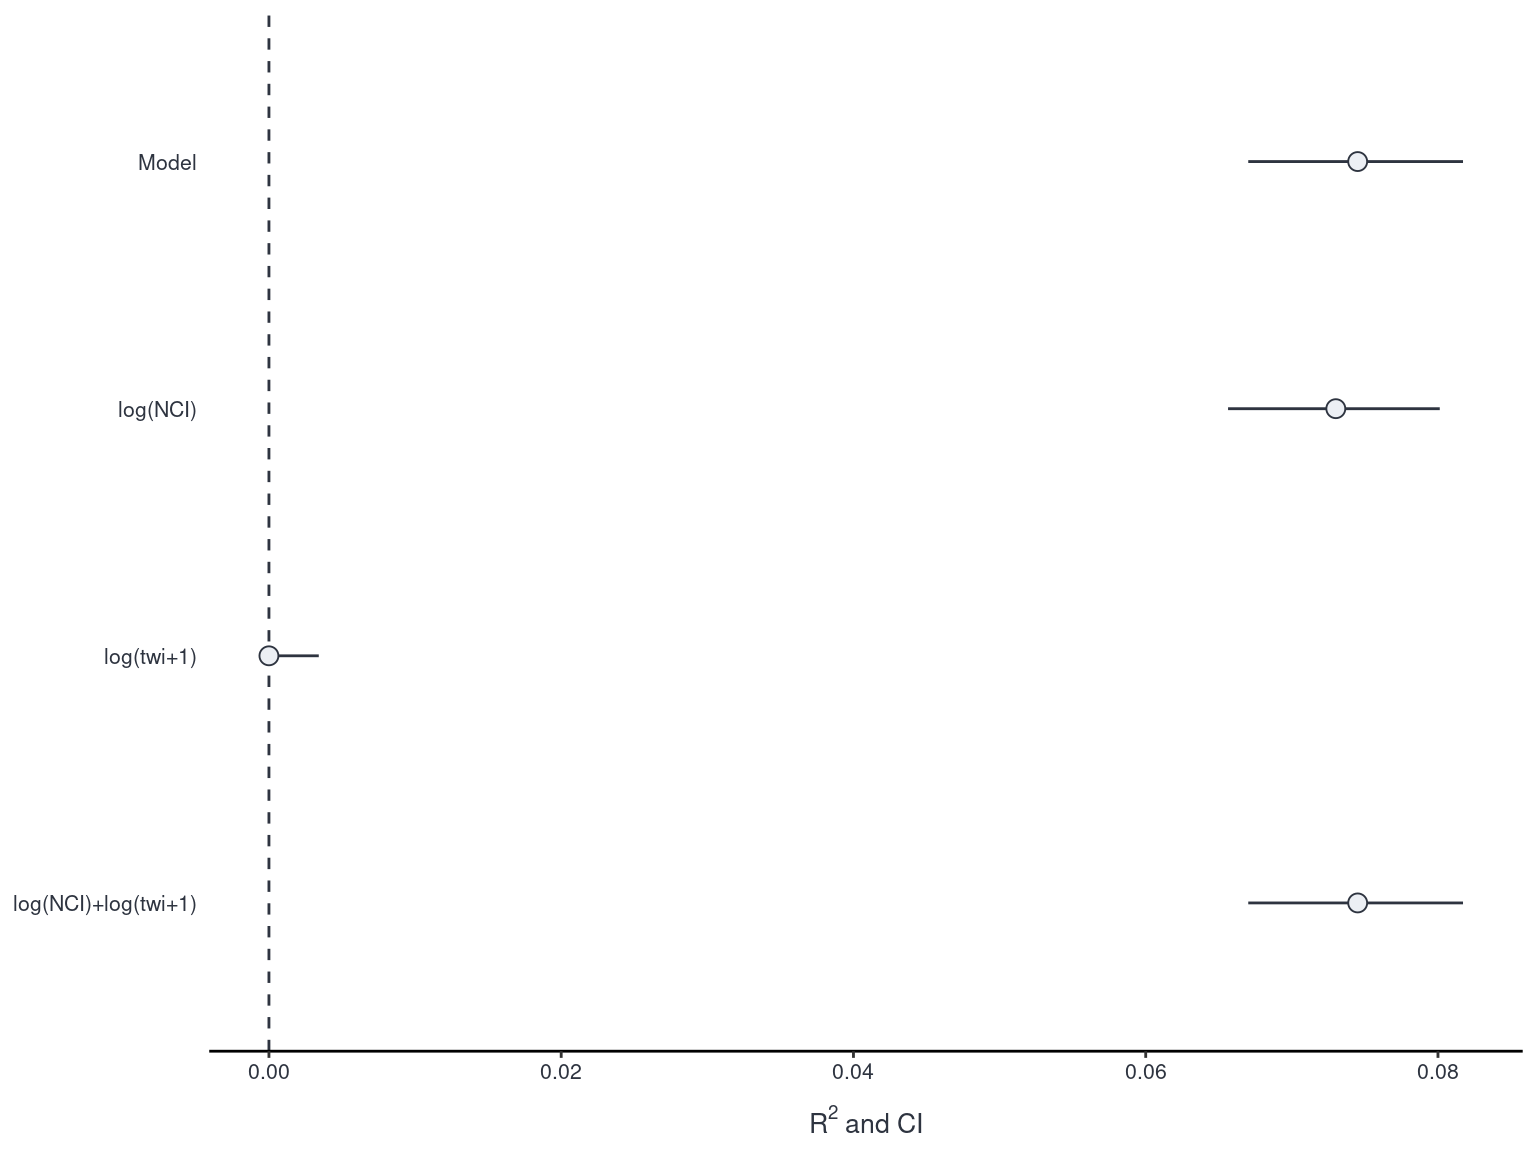 Model
log(NCI)
log(twi+1)
log(NCI)+log(twi+1)
0.00 0.02 0.04 0.06 0.08
R² and CI